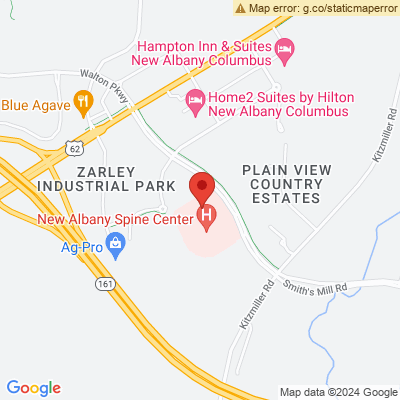 Map error: g.co/staticmaperror
Hampton Inn & Suites
New Albany Columbus
Walton Pkwy
Blue Agave
Home2 Suites by Hilton
New Albany Columbus
Kitzmiller Rd
62
ZARLEY
INDUSTRIAL PARK
PLAIN VIEW
COUNTRY
ESTATES
New Albany Spine Center
H
Ag-Pro
161
Smith's Mill Rd
Kitzmiller Rd
Google
Map data ©2024 Google